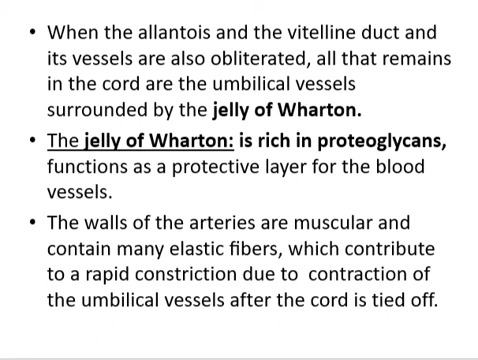 • When the allantois and the vitelline duct and
its vessels are also obliterated, all that remains
in the cord are the umbilical vessels
surrounded by the jelly of Wharton.
• The jelly of Wharton: is rich in proteoglycans,
functions as a protective layer for the blood
vessels.
• The walls of the arteries are muscular and
contain many elastic fibers, which contribute
to a rapid constriction due to  contraction of
the umbilical vessels after the cord is tied off.